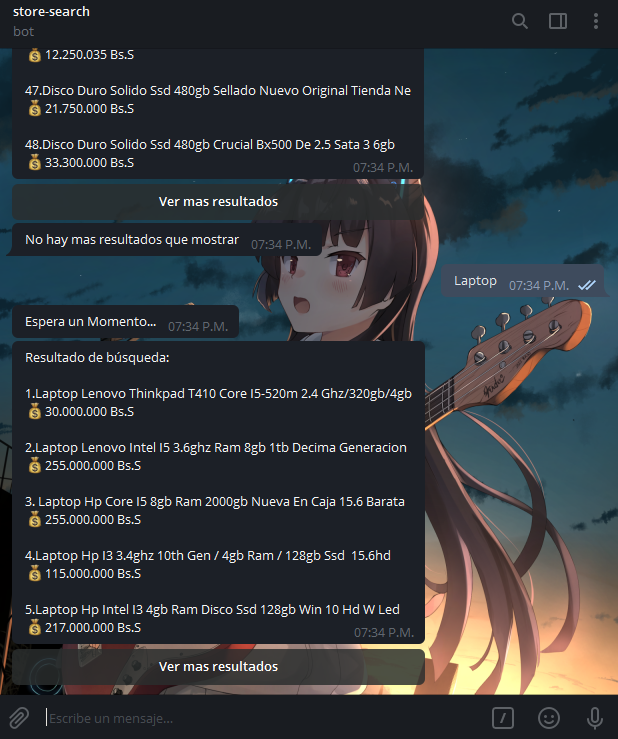 store-search
bot
12.250.035 Bs.S
47.Disco Duro Solido Ssd 480gb Sellado Nuevo Original Tienda Ne
21.750.000 Bs.S
48.Disco Duro Solido Ssd 480gb Crucial Bx500 De 2.5 Sata 3 6gb
33.300.000 Bs.S
07:34 P.M.
Ver mas resultados
No hay mas resultados que mostrar 07:34 P.M.
Laptop 07:34 P.M.
Espera un Momento... 07:34 P.M.
Resultado de búsqueda:
1.Laptop Lenovo Thinkpad T410 Core I5-520m 2.4 Ghz/320gb/4gb
30.000.000 Bs.S
2.Laptop Lenovo Intel I5 3.6ghz Ram 8gb 1tb Decima Generacion
255.000.000 Bs.S
3. Laptop Hp Core I5 8gb Ram 2000gb Nueva En Caja 15.6 Barata
255.000.000 Bs.S
4.Laptop Hp I3 3.4ghz 10th Gen / 4gb Ram / 128gb Ssd  15.6hd
115.000.000 Bs.S
5.Laptop Hp Intel I3 4gb Ram Disco Ssd 128gb Win 10 Hd W Led
217.000.000 Bs.S
07:34 P.M.
Ver mas resultados
Escribe un mensaje...